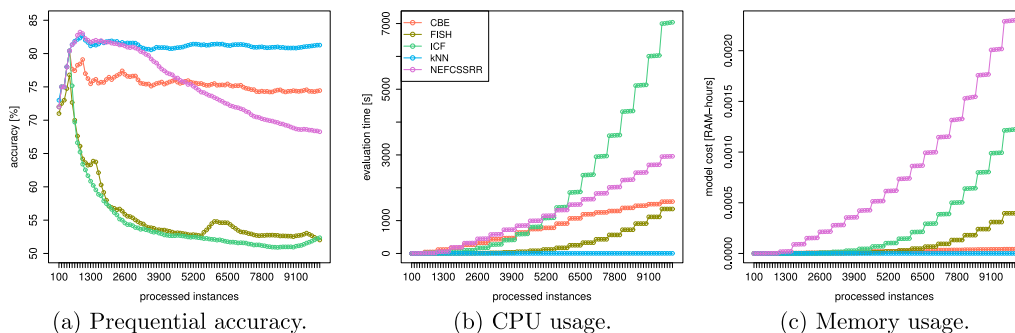 accuracy [%]
85
80
75
70
65
60
55
50
100 1300 2600 3900 5200 6500 7800 9100
processed instances
(a) Prequential accuracy.
CBE
FISH
ICF
kNN
NEFCSSRR
evaluation time [s]
7000
5000
3000
1000
0
100 1300 2600 3900 5200 6500 7800 9100
processed instances
(b) CPU usage.
model cost [RAM-hours]
0.0020
0.0015
0.0010
0.0005
0.0000
100 1300 2600 3900 5200 6500 7800 9100
processed instances
(c) Memory usage.